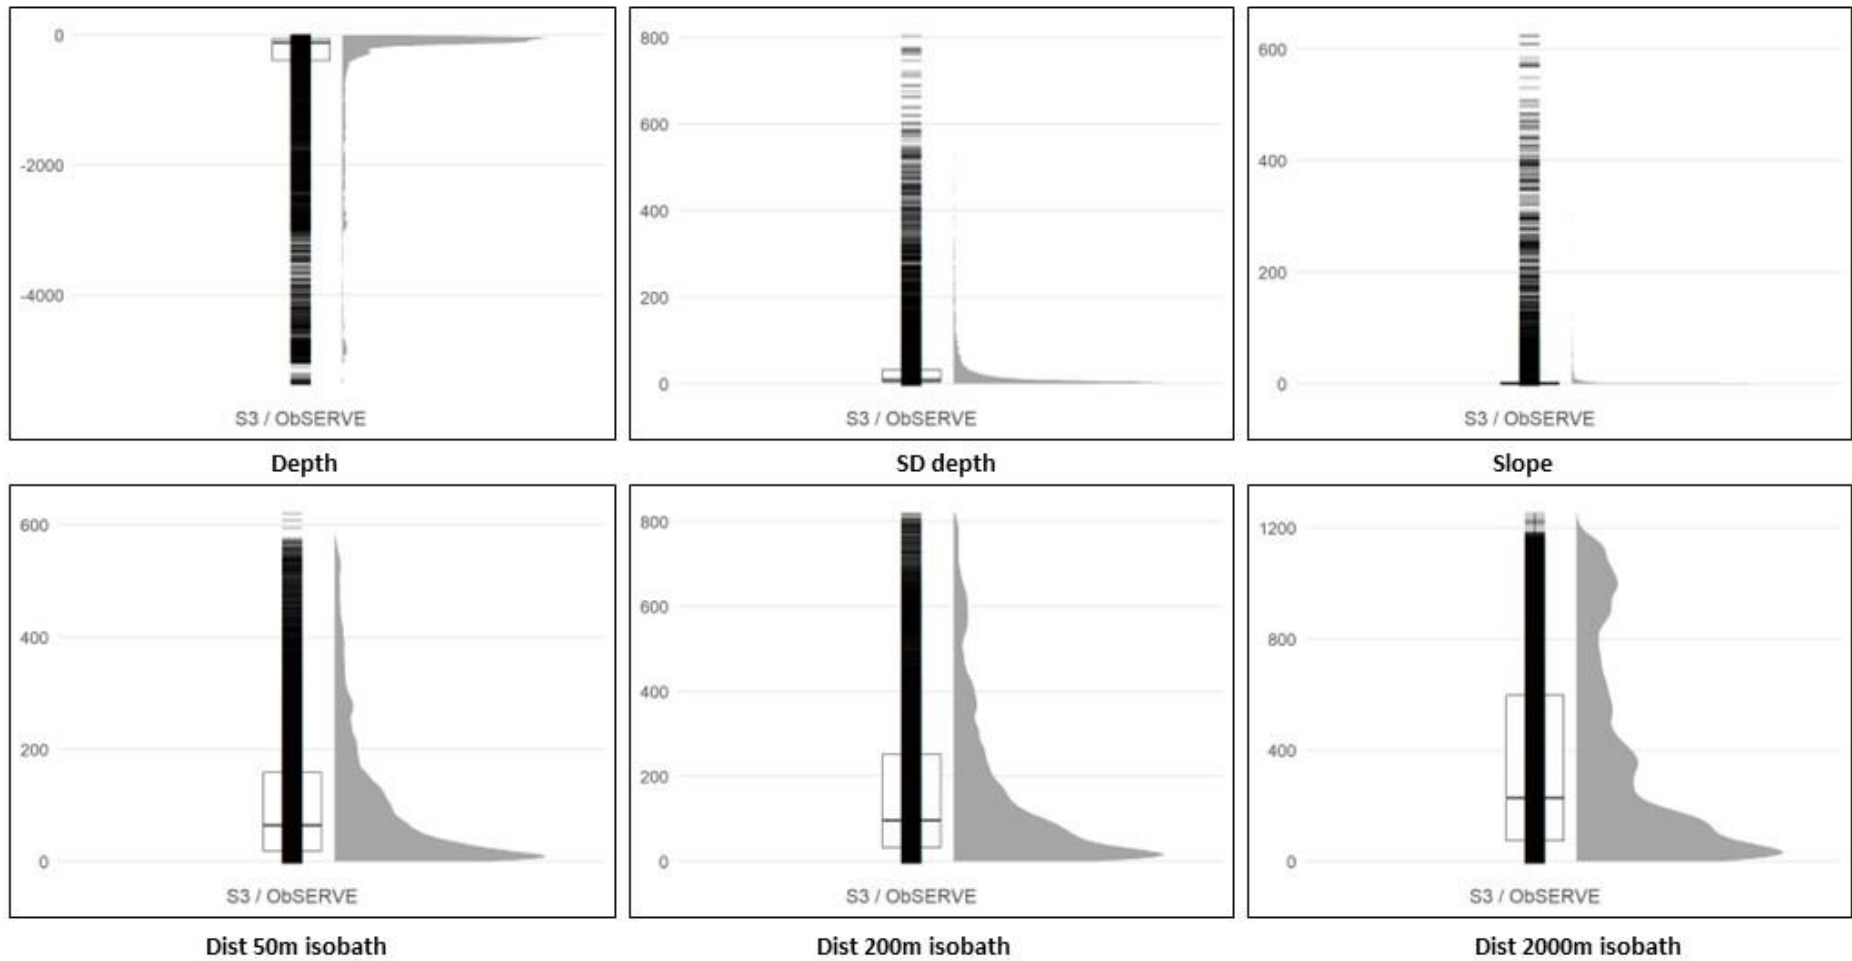 0
-2000
-4000
S3 / ObSERVE
Depth
800
600
400
200
0
S3 / ObSERVE
SD depth
600
400
200
0
S3 / ObSERVE
Slope
600
400
200
0
S3 / ObSERVE
Dist 50m isobath
800
600
400
200
0
S3 / ObSERVE
Dist 200m isobath
1200
800
400
0
S3 / ObSERVE
Dist 2000m isobath